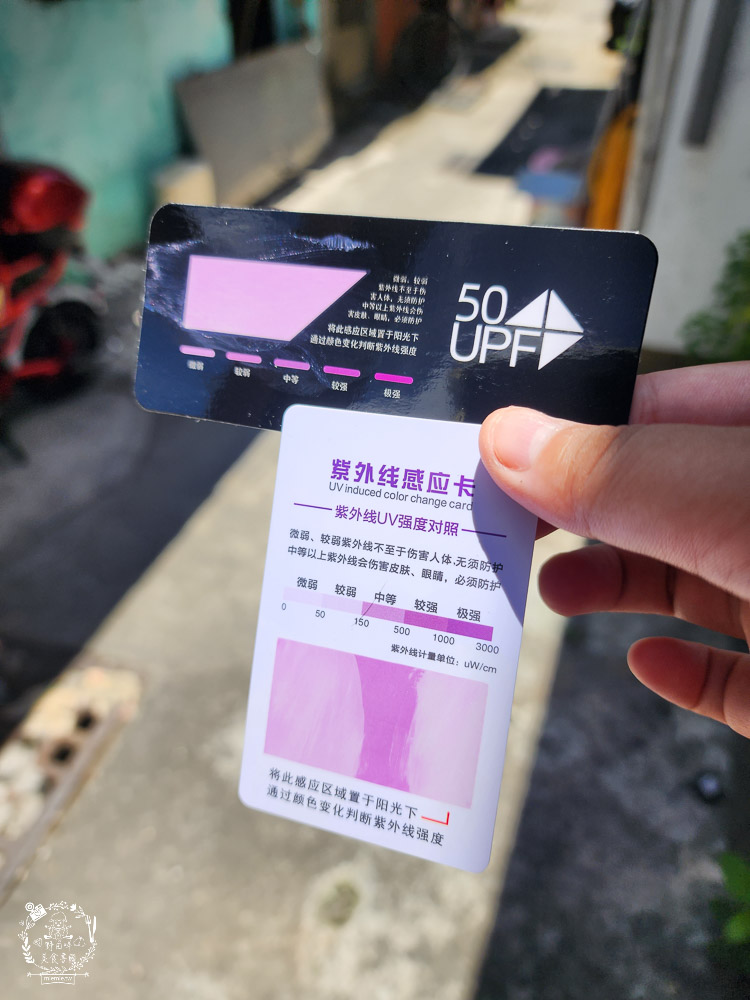 微弱、较弱
紫外线不至于伤
害人体，无须防护
中等以上紫外线会伤
害皮肤、眼睛，必须防护
将此感应区域置于阳光下
通过颜色变化判断紫外线强度
微弱 较弱 中等 较强 极强
50
UPF
紫外线感应卡
UV induced color change card
紫外线UV强度对照
微弱、较弱紫外线不至于伤害人体,无须防护
中等以上紫外线会伤害皮肤、眼睛，必须防护
微弱 较弱 中等 较强 极强
0 50 150 500 1000 3000
紫外线计量单位：uW/cm
将此感应区域置于阳光下
通过颜色变化判断紫外线强度